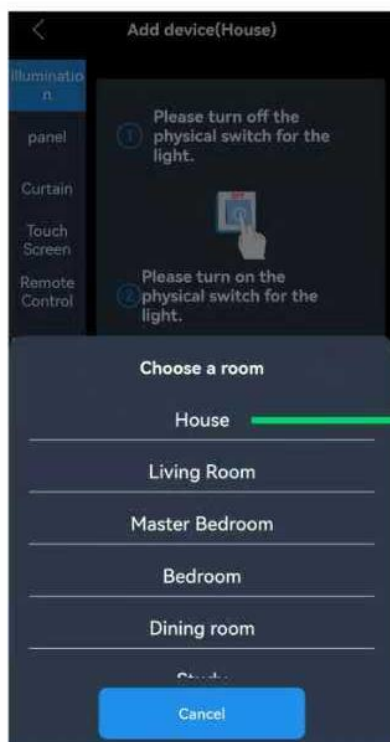 Add device(House)
Illuminatio
n
panel
Curtain
Touch
Screen
Remote
Control
1 Please turn off the
physical switch for the
light.
OFF
2 Please turn on the
physical switch for the
light.
Choose a room
House
Living Room
Master Bedroom
Bedroom
Dining room
Study
Cancel